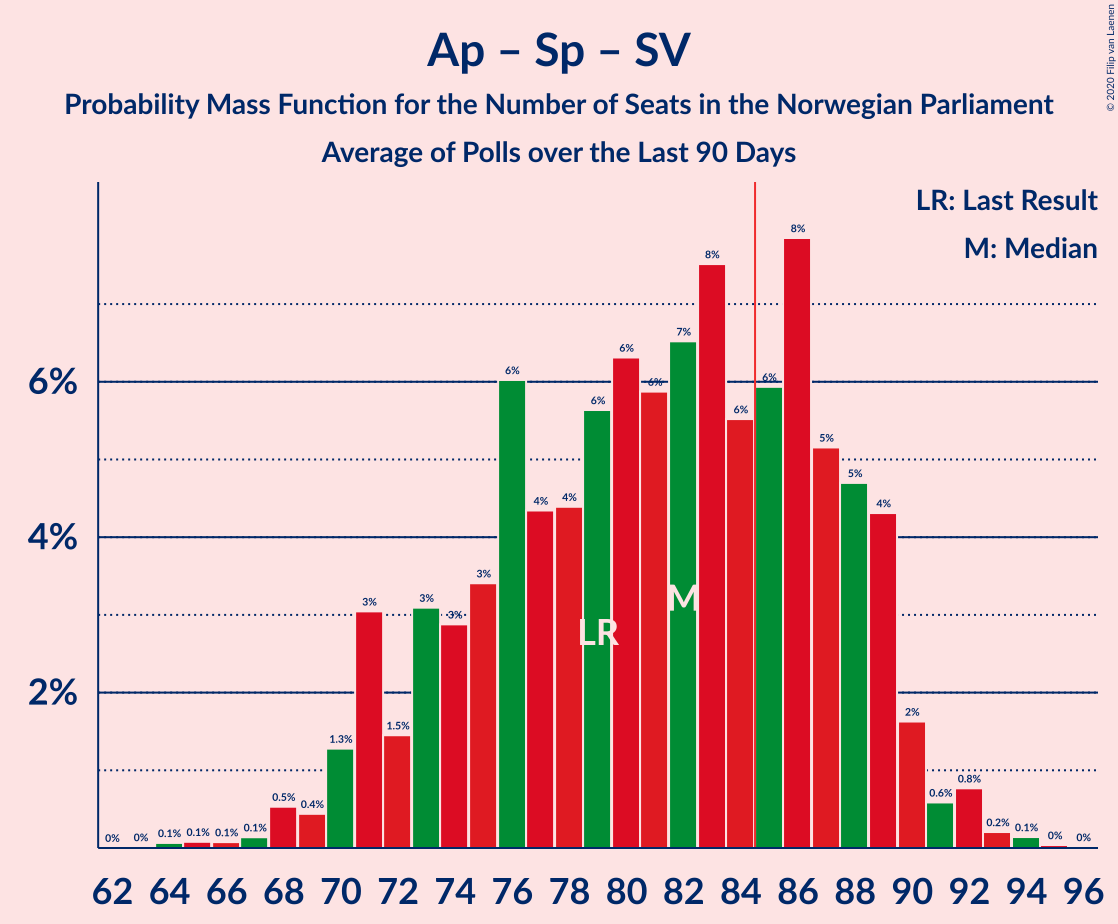 Ap – Sp – SV
Probability Mass Function for the Number of Seats in the Norwegian Parliament
Average of Polls over the Last 90 Days
© 2020 Filip van Laenen
LR: Last Result
M: Median
6%
4%
2%
0% 0% 0.1% 0.1% 0.1% 0.1% 0.5% 0.4% 1.3% 3% 1.5% 3% 3% 3% 6% 4% 4% 6% 6% 6% 7% 8% 6% 6% 8% 5% 5% 4% 2% 0.6% 0.8% 0.2% 0.1% 0% 0%
LR
M
62 64 66 68 70 72 74 76 78 80 82 84 86 88 90 92 94 96